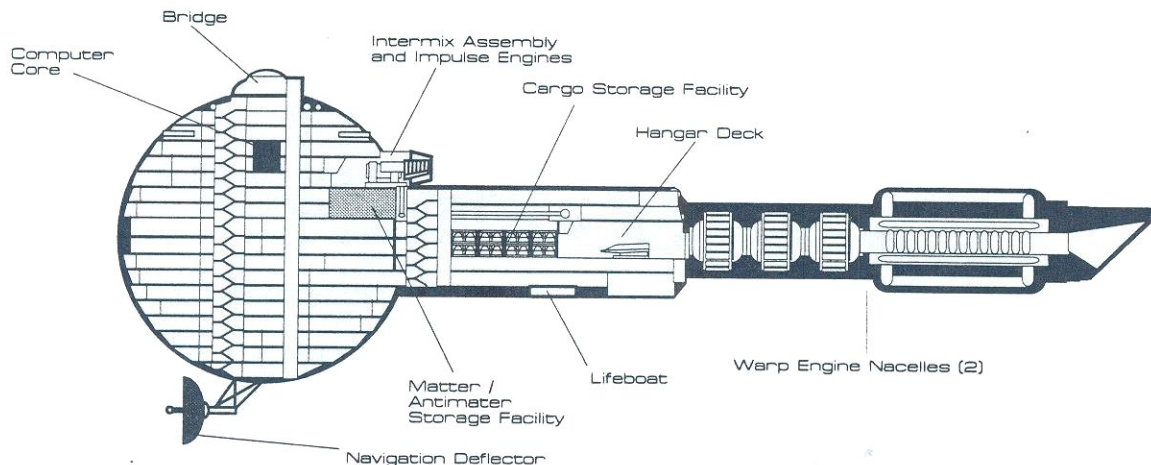 Bridge
Computer
Core
Intermix Assembly
and Impulse Engines
Cargo Storage Facility
Hangar Deck
Warp Engine Nacelles (2)
Lifeboat
Matter /
Antimater
Storage Facility
Navigation Deflector